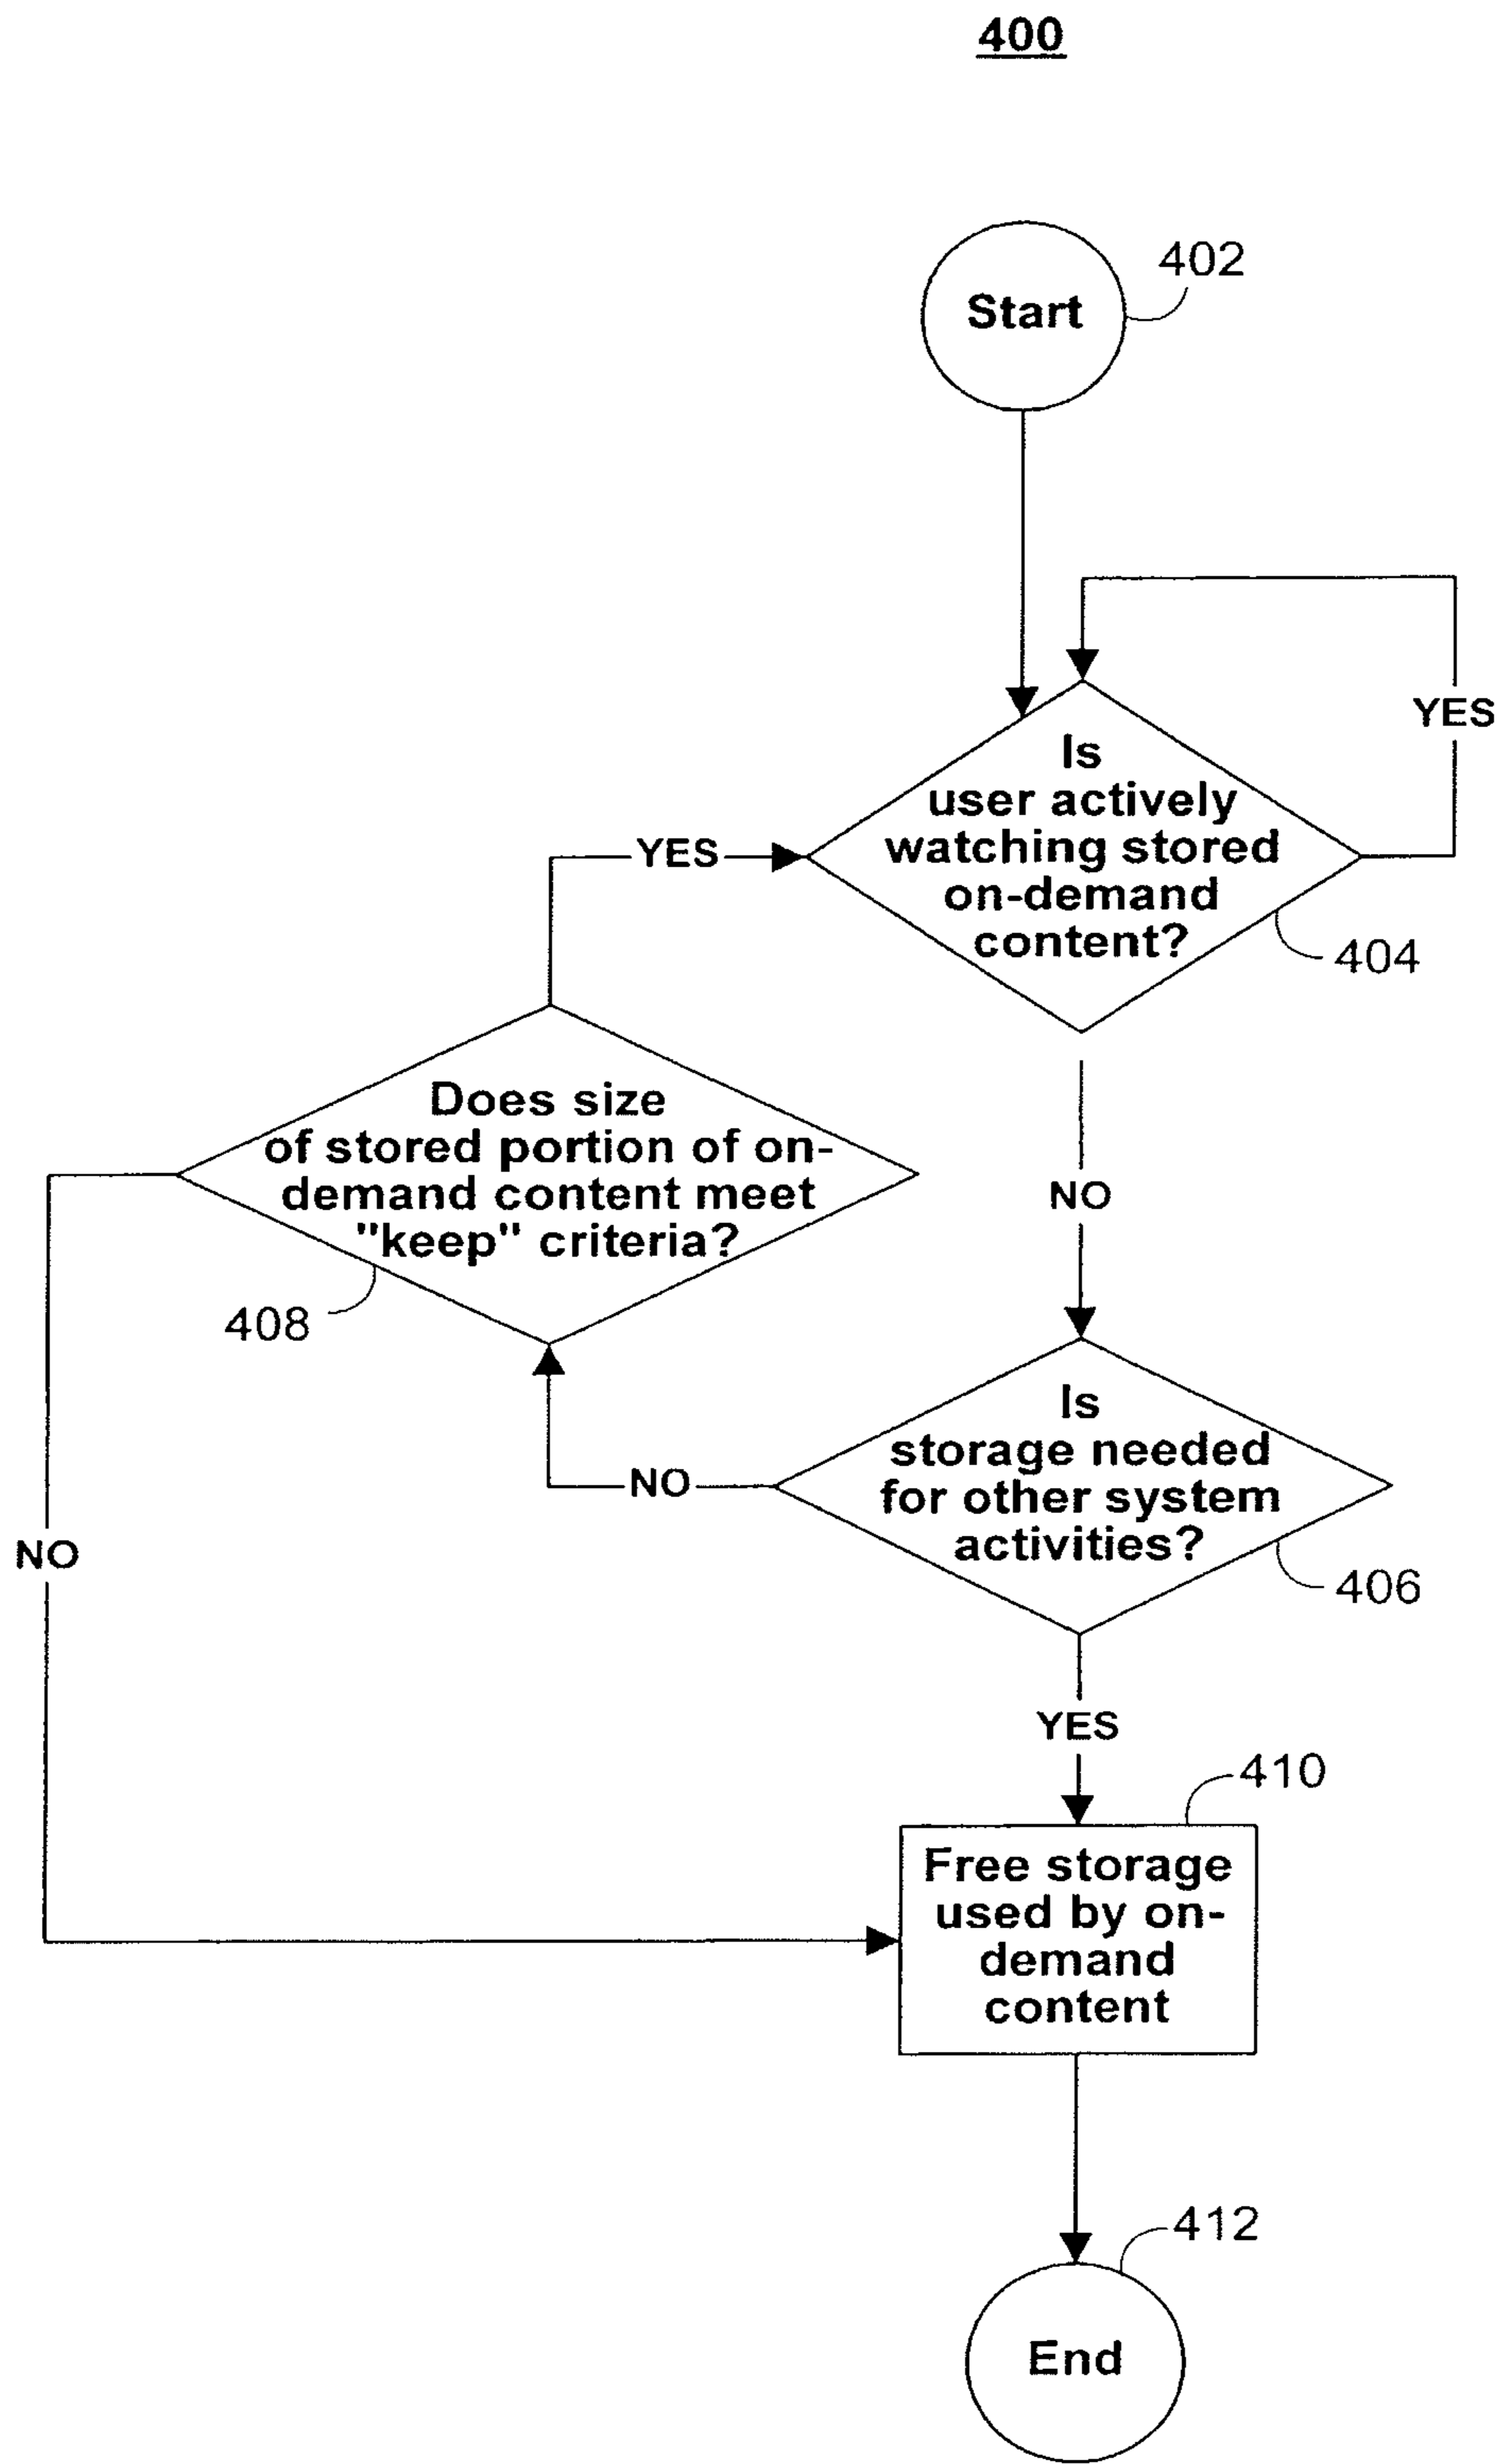 400
Start
402
YES
Is
user actively
watching stored
on-demand
content?
404
YES
Does size
of stored portion of on-
demand content meet
"keep" criteria?
408
NO
Is
storage needed
for other system
activities?
406
NO
NO
YES
410
Free storage
used by on-
demand
content
412
End